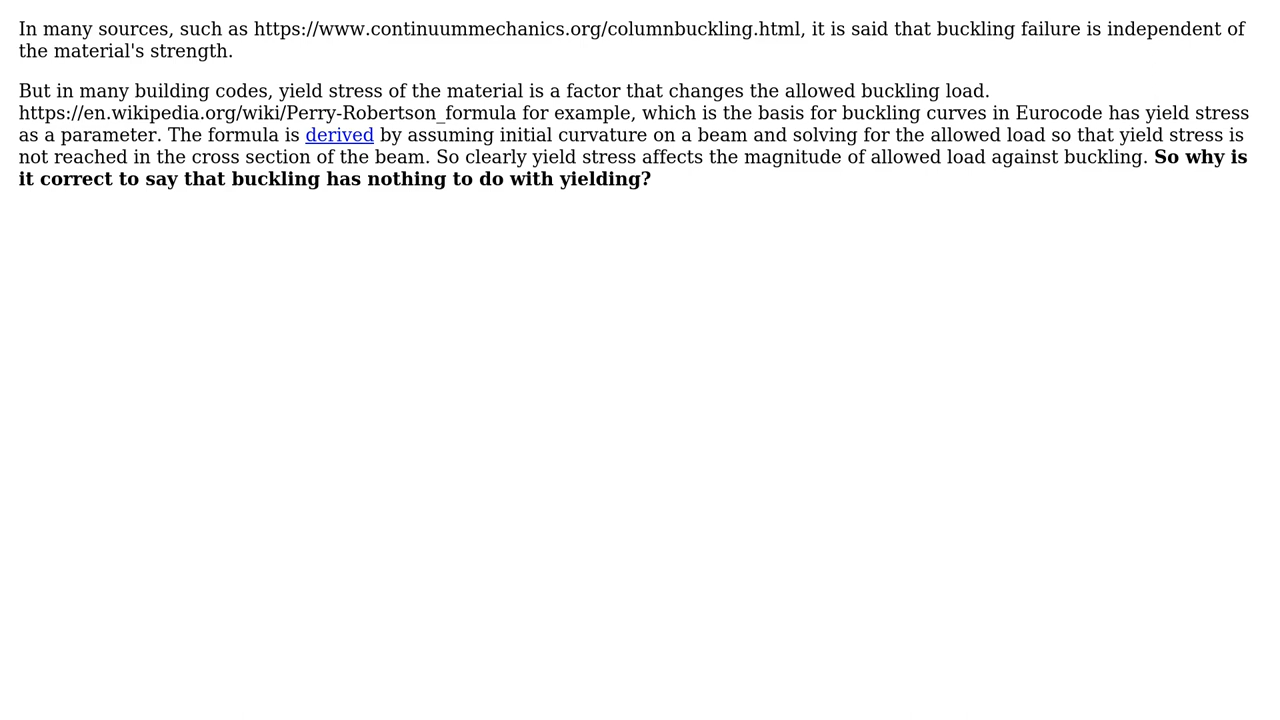 In many sources, such as https://www.continuummechanics.org/columnbuckling.html, it is said that buckling failure is independent of
the material's strength.
But in many building codes, yield stress of the material is a factor that changes the allowed buckling load.
https://en.wikipedia.org/wiki/Perry-Robertson_formula for example, which is the basis for buckling curves in Eurocode has yield stress
as a parameter. The formula is derived by assuming initial curvature on a beam and solving for the allowed load so that yield stress is
not reached in the cross section of the beam. So clearly yield stress affects the magnitude of allowed load against buckling. So why is
it correct to say that buckling has nothing to do with yielding?